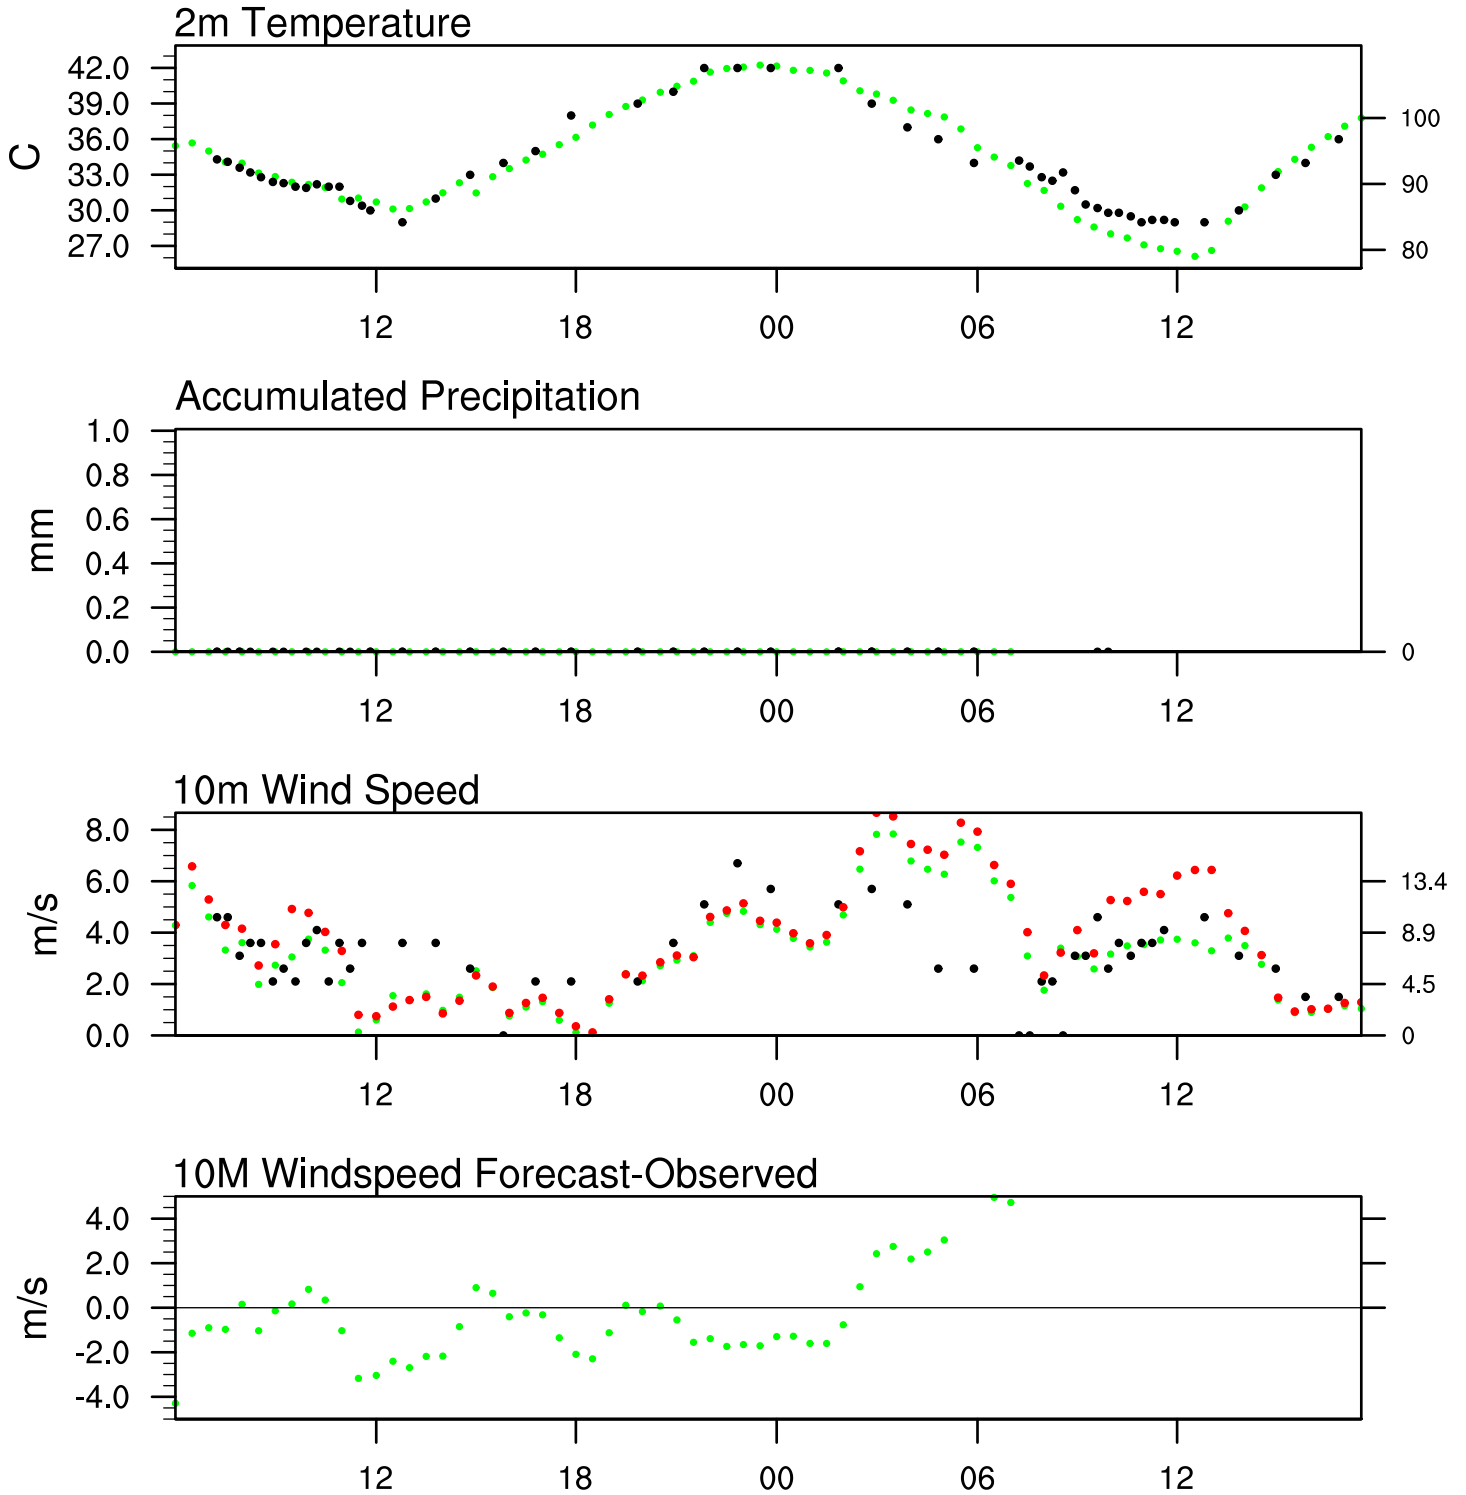 2m Temperature
42.0
39.0
36.0
33.0
30.0
27.0
C
100
90
80
12 18 00 06 12
Accumulated Precipitation
1.0
0.8
0.6
0.4
0.2
0.0
mm
0
12 18 00 06 12
10m Wind Speed
8.0
6.0
4.0
2.0
0.0
m/s
13.4
8.9
4.5
0
12 18 00 06 12
10M Windspeed Forecast-Observed
4.0
2.0
0.0
-2.0
-4.0
m/s
12 18 00 06 12